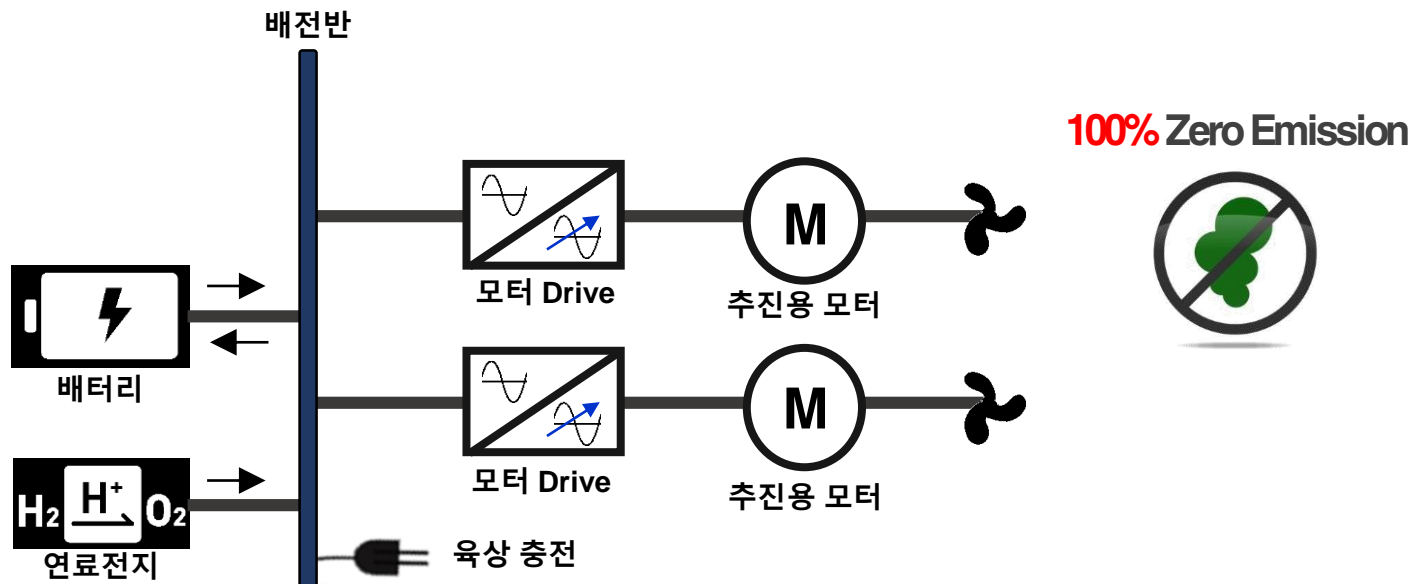 배전반
100% Zero Emission
M
모터 Drive
추진용 모터
배터리
M
모터 Drive
추진용 모터
H₂ H⁺ O₂
연료전지
육상 충전